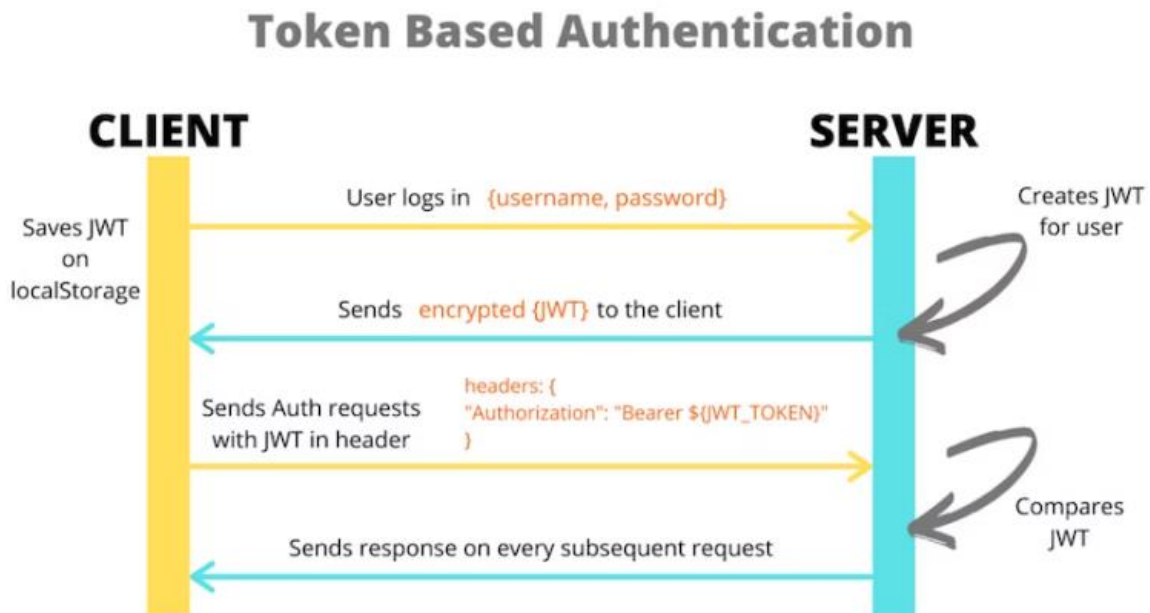 Token Based Authentication
CLIENT
SERVER
User logs in {username, password}
Creates JWT
for user
Saves JWT
on
localStorage
Sends encrypted {JWT} to the client
Sends Auth requests
with JWT in header
headers: {
"Authorization": "Bearer ${JWT_TOKEN}"
}
Compares
JWT
Sends response on every subsequent request